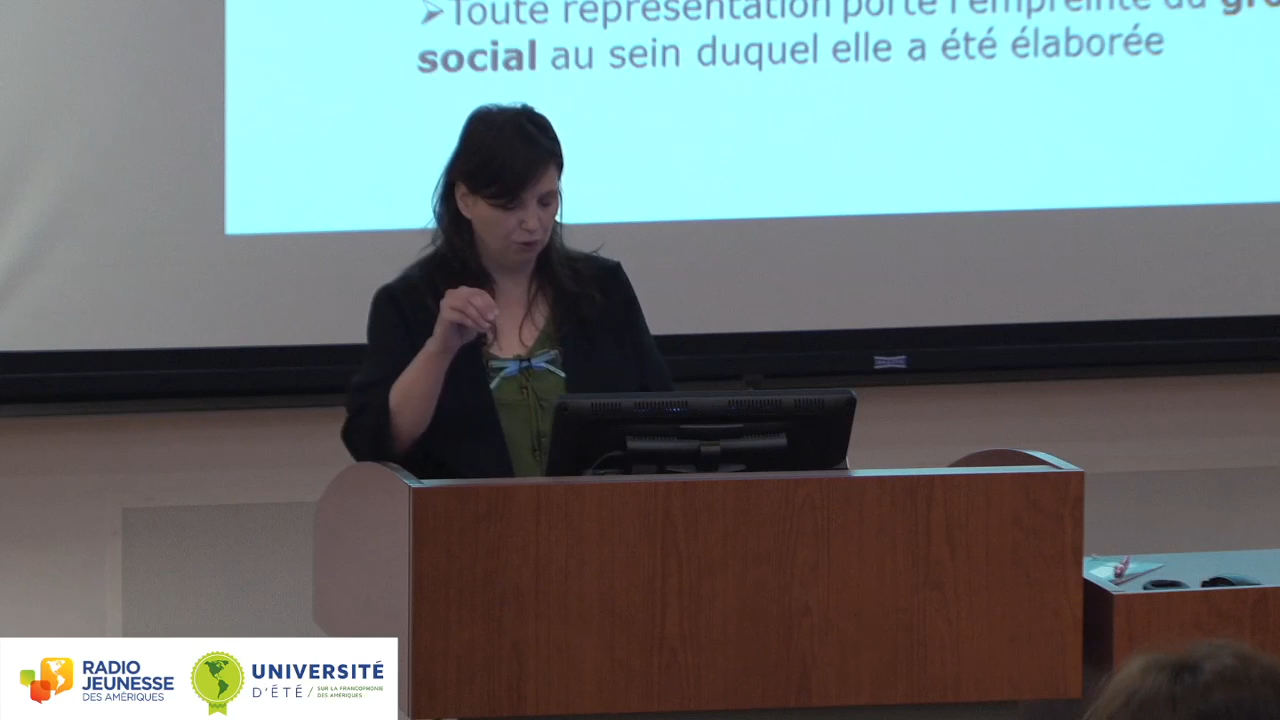 ➢Toute représentation porte l'empreinte du
social au sein duquel elle a été élaborée
RADIO
JEUNESSE
DES AMÉRIQUES
UNIVERSITÉ
D'ÉTÉ / SUR LA FRANCOPHONIE
DES AMÉRIQUES